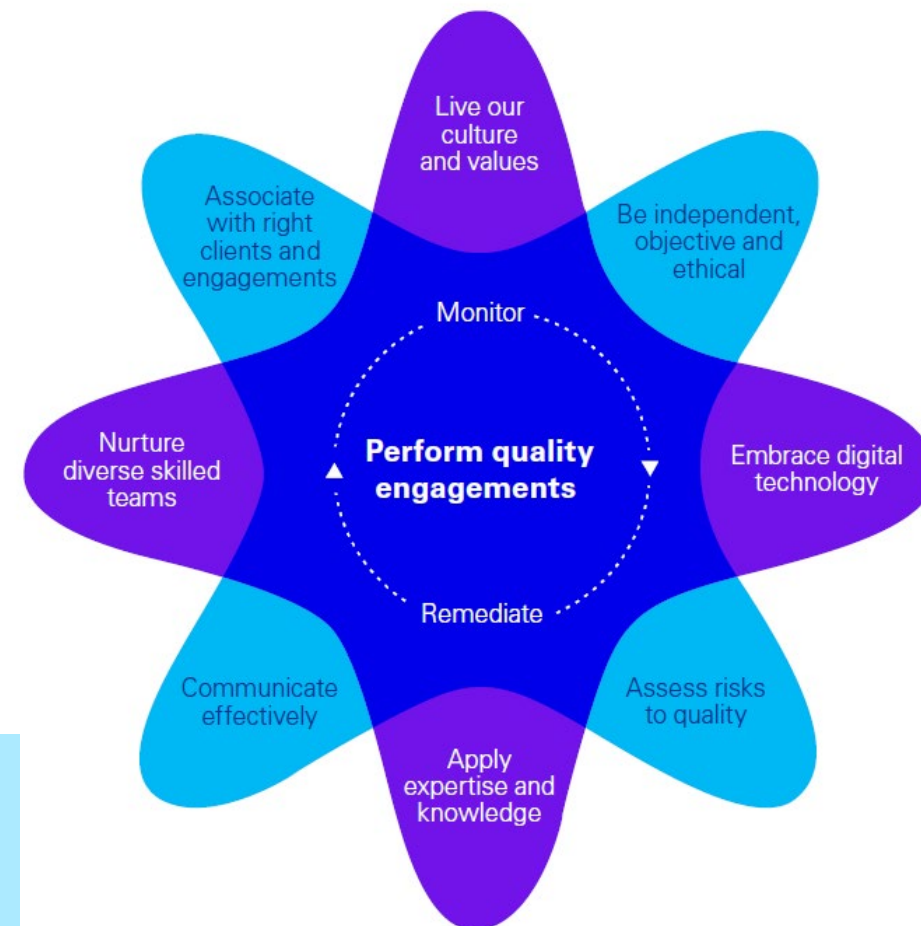 Live our
culture
and values
Be independent,
objective and
ethical
Embrace digital
technology
Assess risks
to quality
Apply
expertise and
knowledge
Communicate
effectively
Nurture
diverse skilled
teams
Associate
with right
clients and
engagements
Monitor
Perform quality
engagements
Remediate